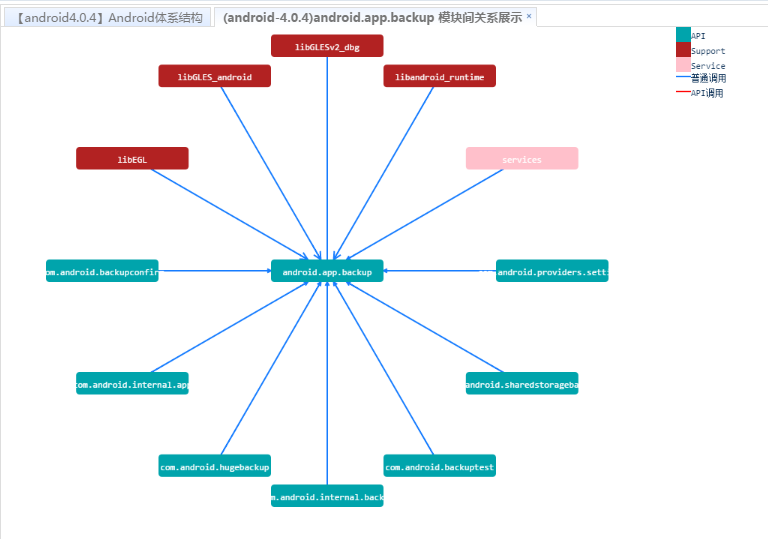 【android4.0.4】Android体系结构
(android-4.0.4)android.app.backup 模块间关系展示 ×
API
Support
Service
普通调用
API调用
libGLESv2_dbg
libGLES_android
libandroid_runtime
libEGL
services
om.android.backupconfir
android.app.backup
android.providers.setti
com.android.internal.app
android.sharedstorageba
com.android.hugebackup
com.android.backuptest
m.android.internal.back